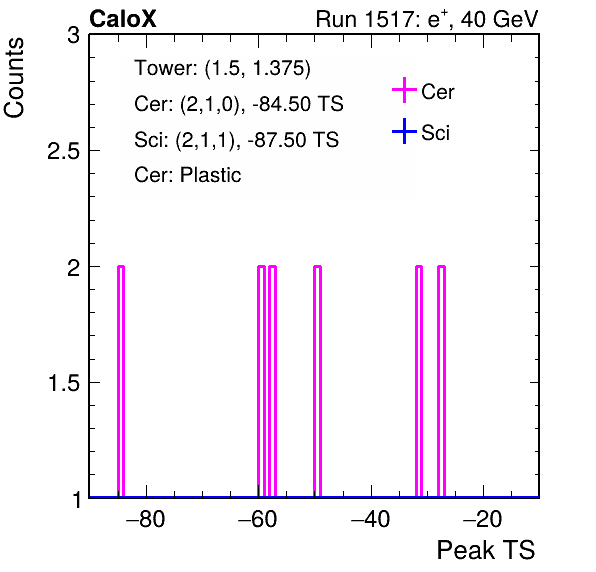 CaloX Run 1517: e+, 40 GeV
Counts
3
2.5
2
1.5
1
Tower: (1.5, 1.375)
Cer: (2,1,0), -84.50 TS
Sci: (2,1,1), -87.50 TS
Cer: Plastic
Cer
Sci
−80 −60 −40 −20
Peak TS